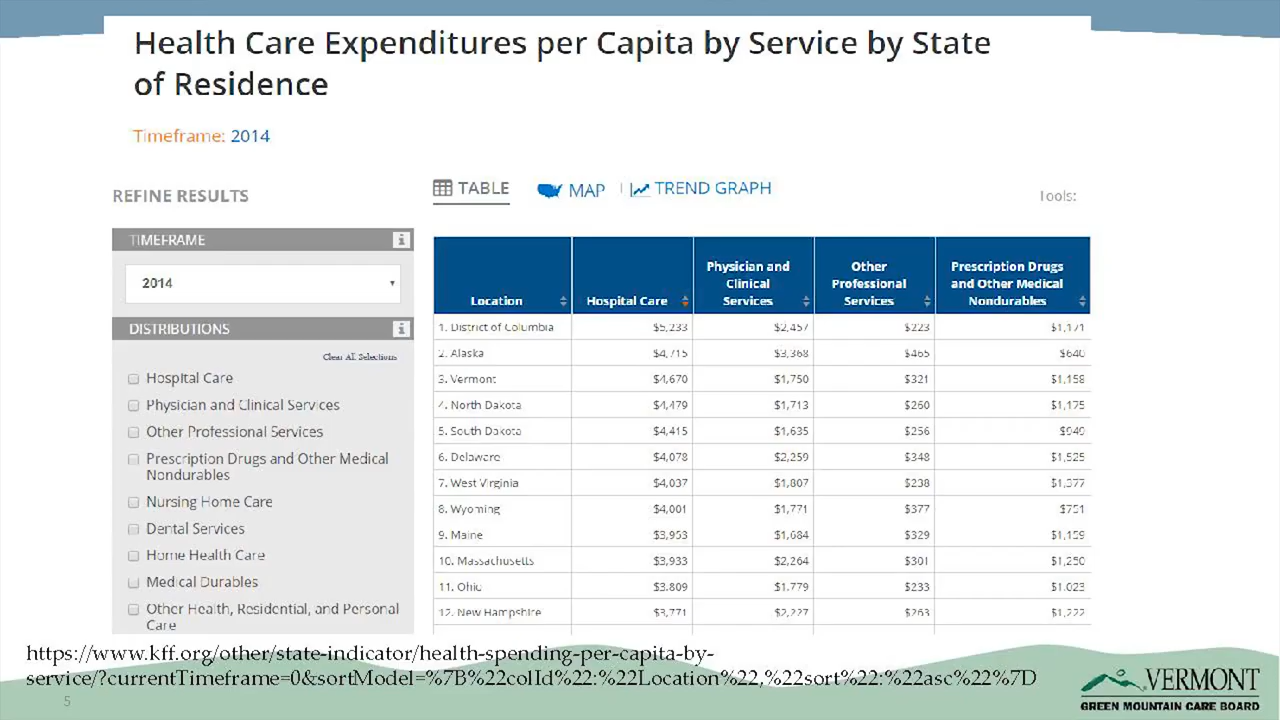 Health Care Expenditures per Capita by Service by State
of Residence
Timeframe: 2014
REFINE RESULTS
TABLE
MAP
TREND GRAPH
Tools:
TIMEFRAME
2014
DISTRIBUTIONS
Clear All Selections
Hospital Care
Physician and Clinical Services
Other Professional Services
Prescription Drugs and Other Medical
Nondurables
Nursing Home Care
Dental Services
Home Health Care
Medical Durables
Other Health, Residential, and Personal
Care
Location Hospital Care Physician and Clinical Services Other Professional Services Prescription Drugs and Other Medical Nondurables
1. District of Columbia $5,233 $2,457 $223 $1,171
2. Alaska $4,715 $3,368 $465 $640
3. Vermont $4,670 $1,750 $321 $1,158
4. North Dakota $4,479 $1,713 $260 $1,175
5. South Dakota $4,415 $1,635 $256 $949
6. Delaware $4,078 $2,259 $348 $1,525
7. West Virginia $4,037 $1,807 $238 $1,377
8. Wyoming $4,001 $1,771 $377 $751
9. Maine $3,953 $1,684 $329 $1,159
10. Massachusetts $3,933 $2,264 $301 $1,250
11. Ohio $3,809 $1,779 $233 $1,023
12. New Hampshire $3,771 $2,227 $263 $1,222
https://www.kff.org/other/state-indicator/health-spending-per-capita-by-
service/?currentTimeframe=0&sortModel=%7B%22colId%22:%22Location%22,%22sort%22:%22asc%22%7D
5
VERMONT
GREEN MOUNTAIN CARE BOARD